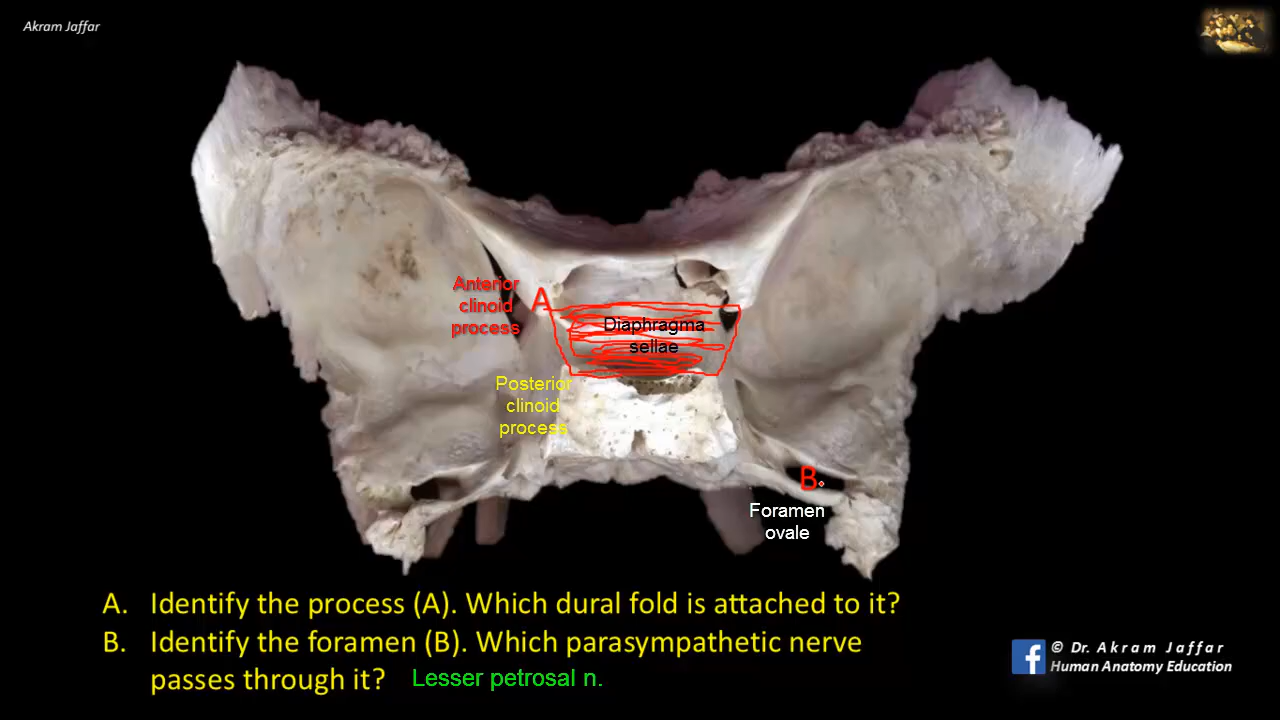 Akram Jaffar
Anterior
clinoid
process
A
Diaphragma
sellae
Posterior
clinoid
process
B.
Foramen
ovale
A. Identify the process (A). Which dural fold is attached to it?
B. Identify the foramen (B). Which parasympathetic nerve
passes through it? Lesser petrosal n.
f © Dr. Akram Jaffar
Human Anatomy Education